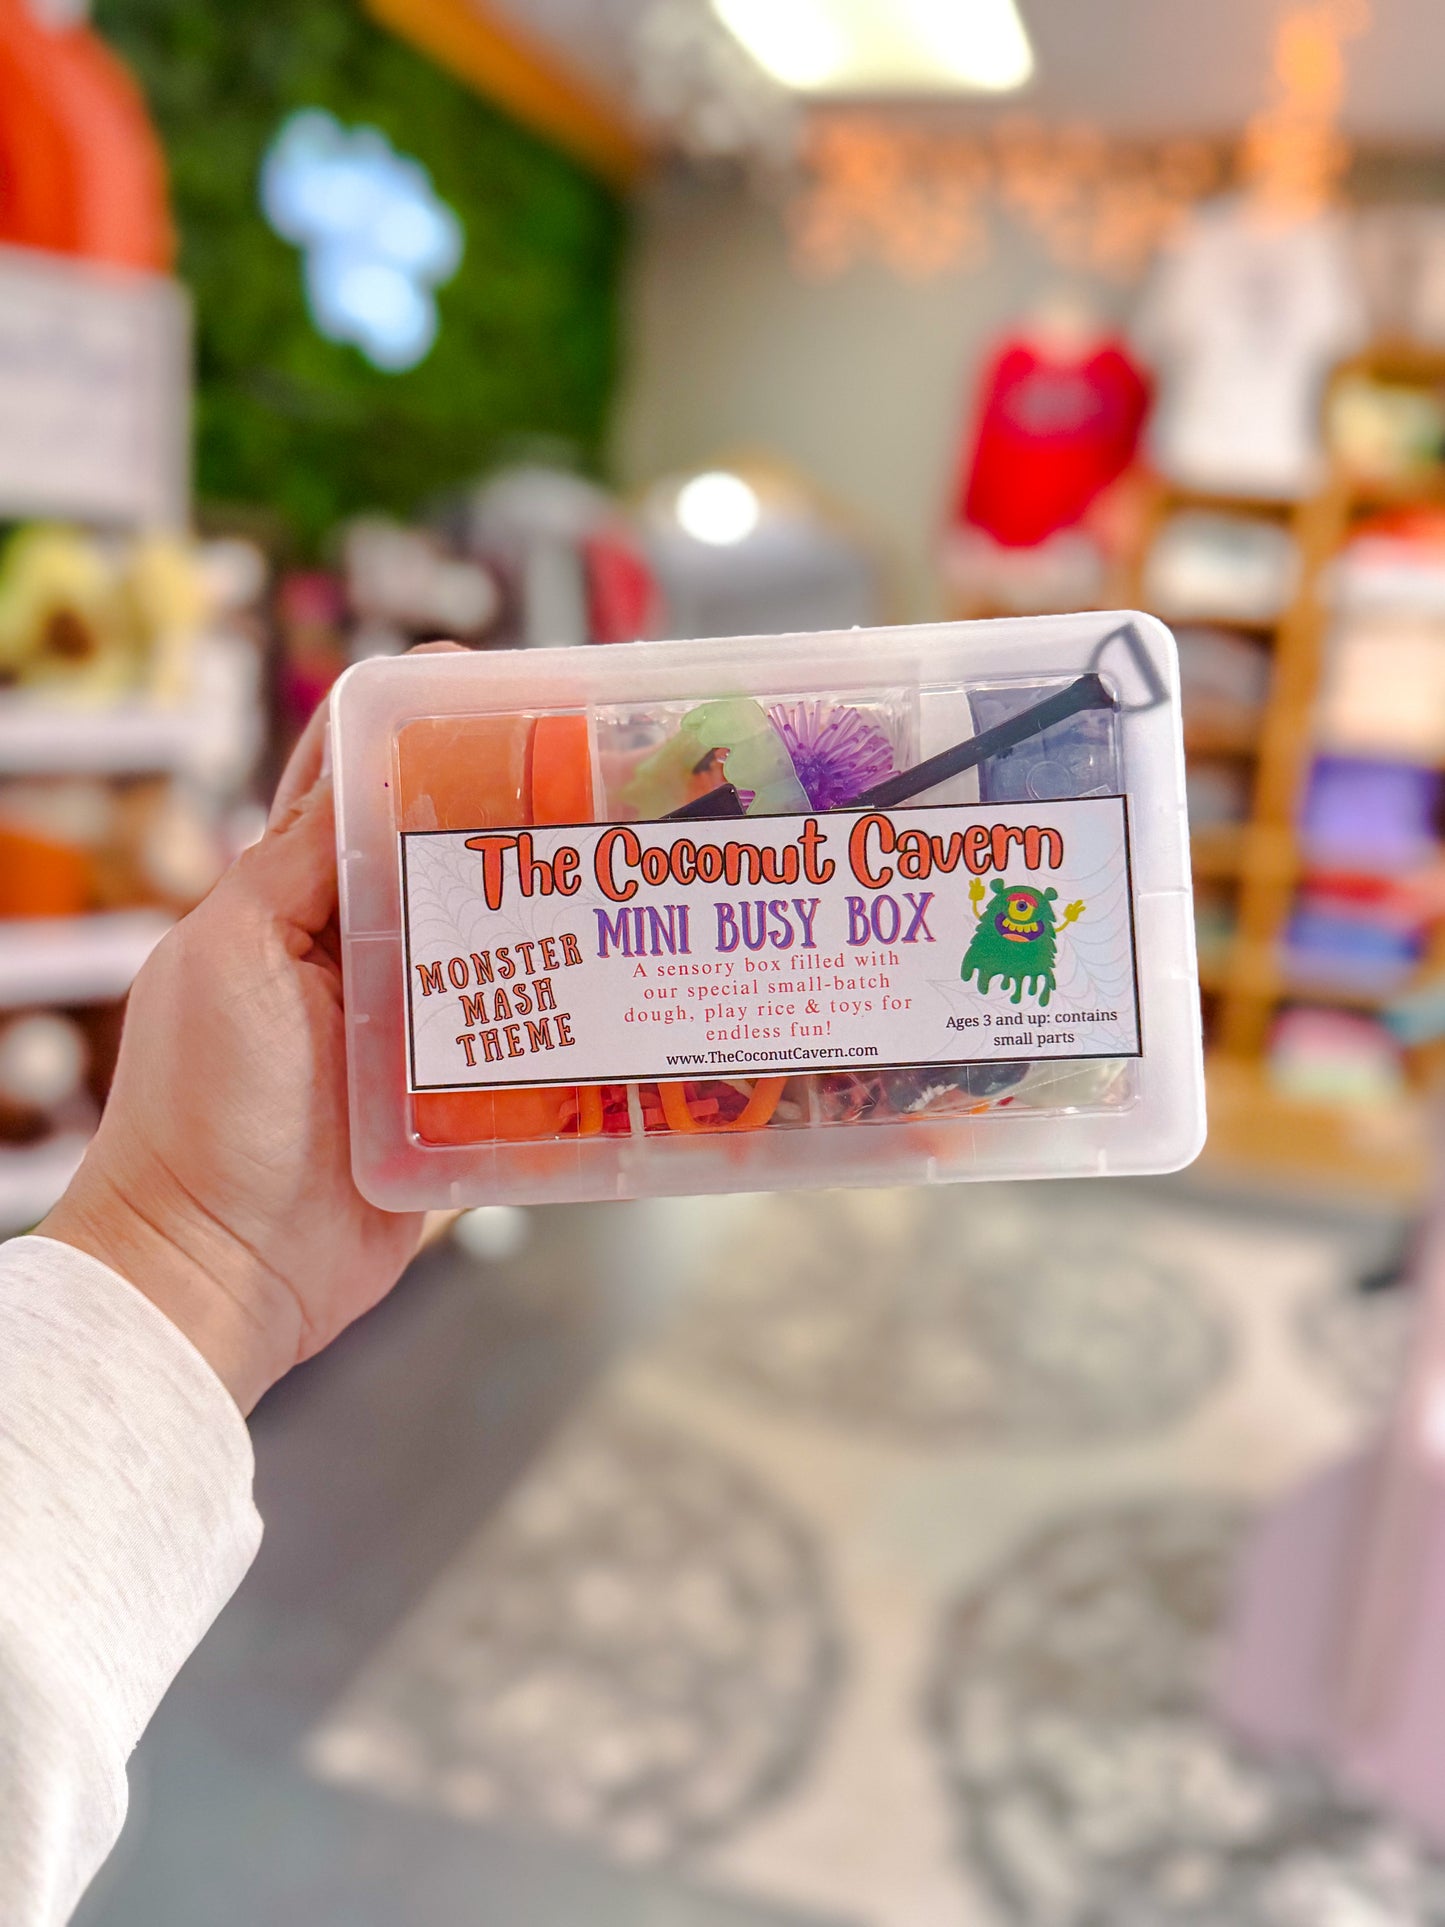 The Coconut Cavern
MINI BUSY BOX
MONSTER
MASH
THEME
A sensory box filled with
our special small-batch
dough, play rice & toys for
endless fun!
www.TheCoconutCavern.com
Ages 3 and up: contains
small parts